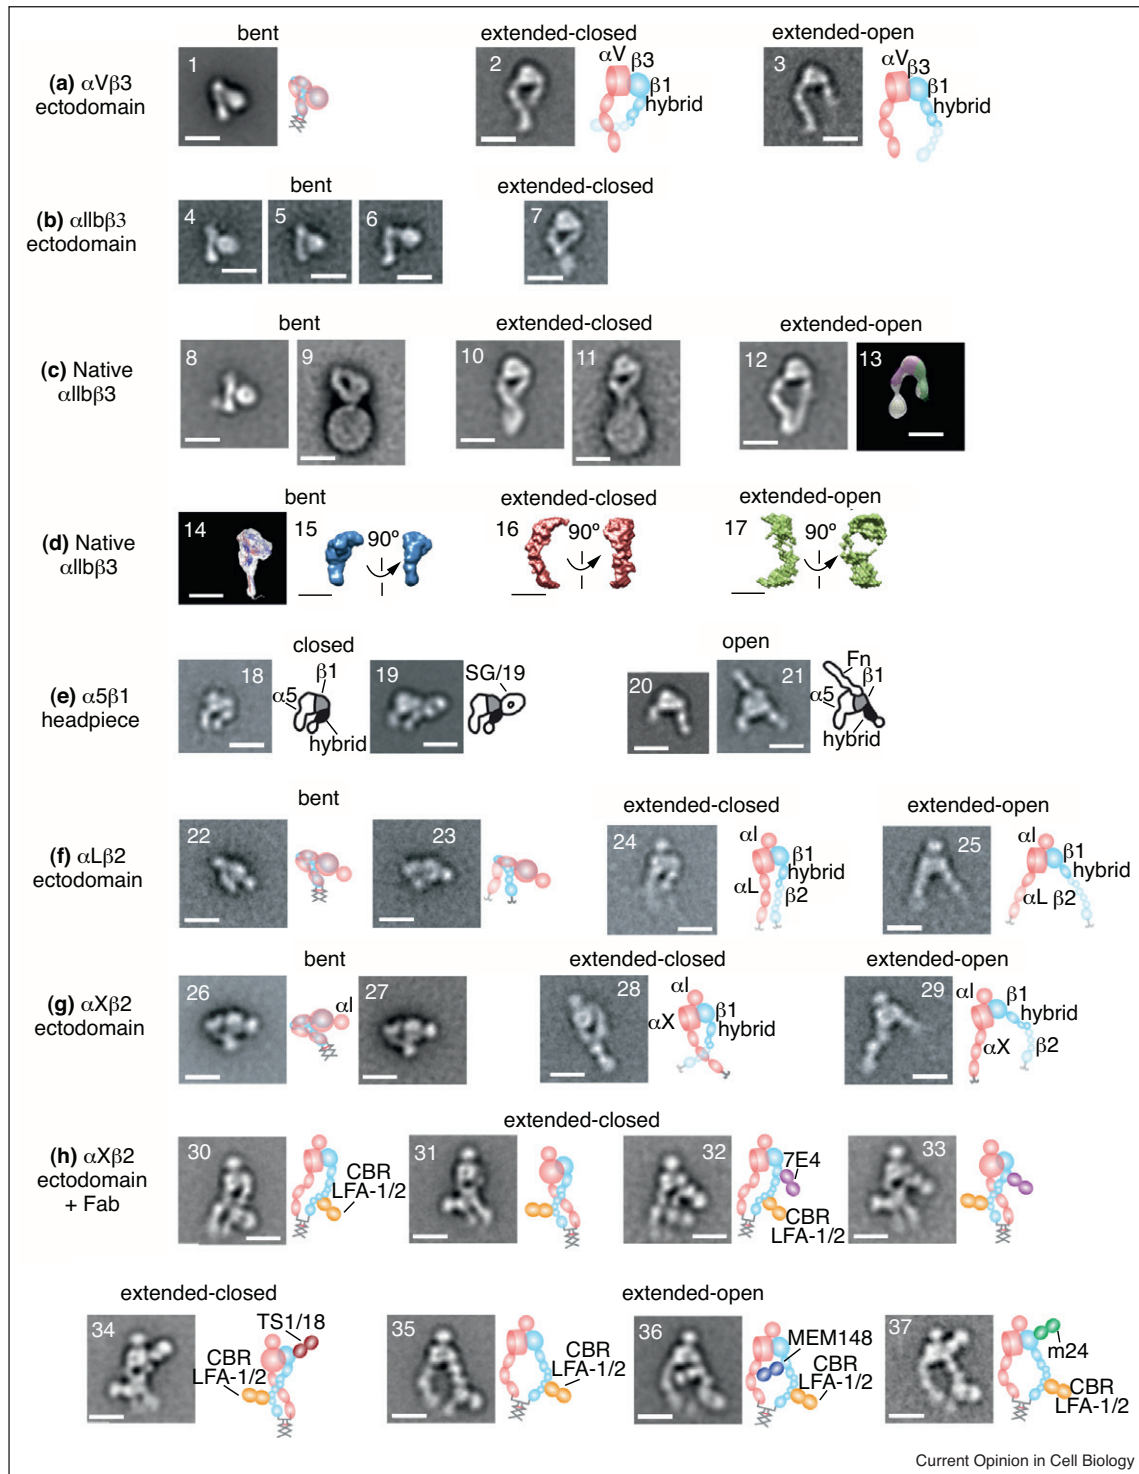 bent
extended-closed
extended-open
(a) αVβ3
ectodomain
1
2
αV
β3
β1
hybrid
3
αV
β3
β1
hybrid
bent
extended-closed
(b) αIIbβ3
ectodomain
4
5
6
7
bent
extended-closed
extended-open
(c) Native
αIIbβ3
8
9
10
11
12
13
bent
extended-closed
extended-open
(d) Native
αIIbβ3
14
15
90º
16
90º
17
90º
closed
open
(e) α5β1
headpiece
18
α5
β1
hybrid
19
SG/19
20
21
Fn
α5
β1
hybrid
bent
extended-closed
extended-open
(f) αLβ2
ectodomain
22
23
24
αI
β1
hybrid
αL
β2
25
αI
β1
hybrid
αL β2
bent
extended-closed
extended-open
(g) αXβ2
ectodomain
26
αI
27
28
αI
αX
β1
hybrid
29
αI
β1
hybrid
αX
β2
extended-closed
(h) αXβ2
ectodomain
+ Fab
30
CBR
LFA-1/2
31
32
7E4
CBR
LFA-1/2
33
extended-closed
extended-open
34
TS1/18
CBR
LFA-1/2
35
CBR
LFA-1/2
36
MEM148
CBR
LFA-1/2
37
m24
CBR
LFA-1/2
Current Opinion in Cell Biology